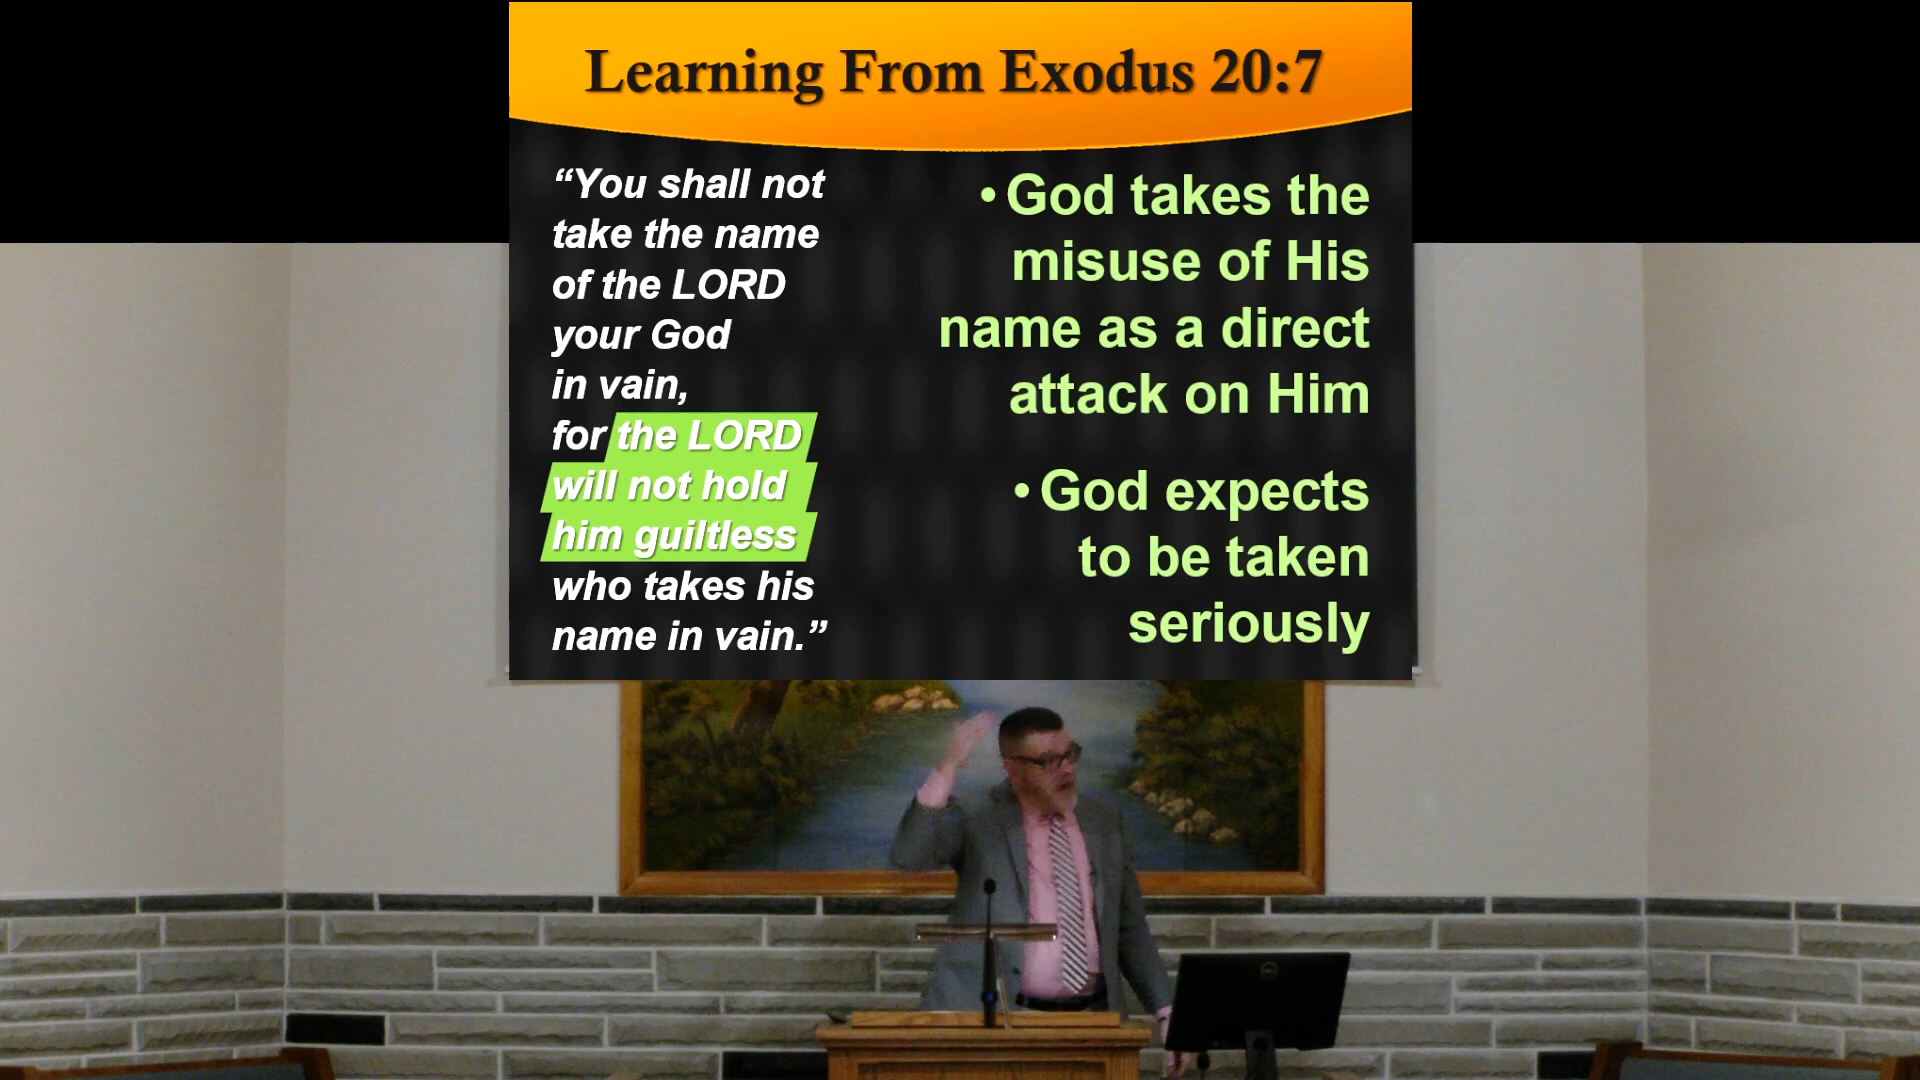 Learning From Exodus 20:7
“You shall not
take the name
of the LORD
your God
in vain,
for the LORD
will not hold
him guiltless
who takes his
name in vain.”
• God takes the
misuse of His
name as a direct
attack on Him
• God expects
to be taken
seriously
DELL